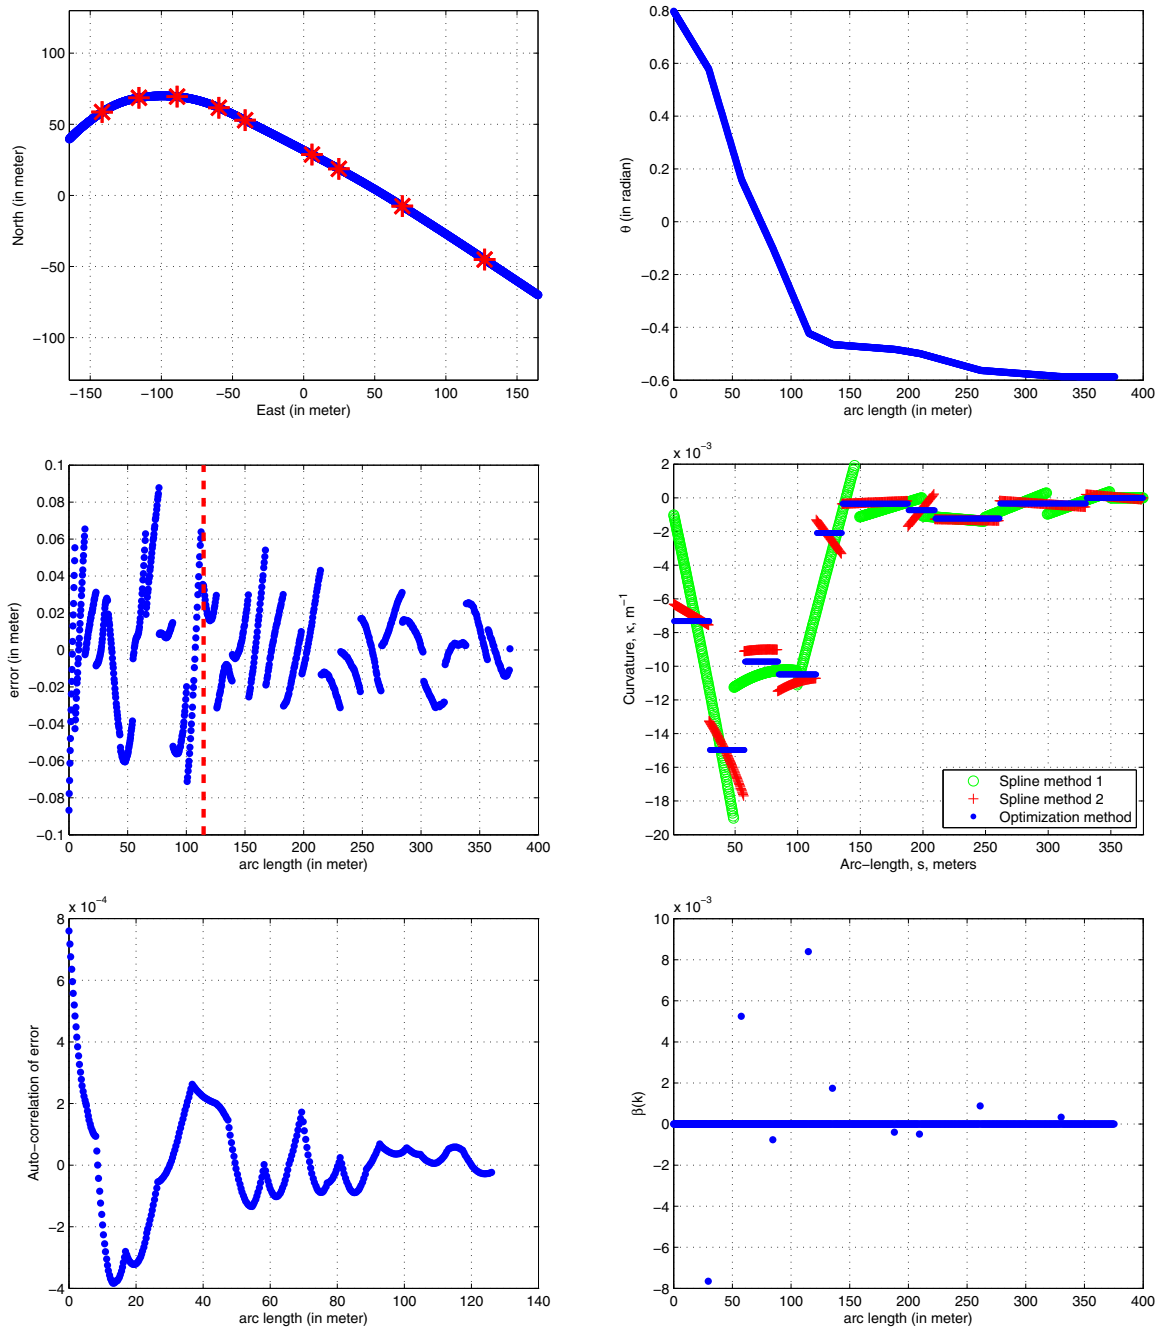 100
50
0
−50
−100
North (in meter)
−150 −100 −50 0 50 100 150
East (in meter)
0.8
0.6
0.4
0.2
0
−0.2
−0.4
−0.6
θ (in radian)
0 50 100 150 200 250 300 350 400
arc length (in meter)
0.1
0.08
0.06
0.04
0.02
0
−0.02
−0.04
−0.06
−0.08
−0.1
error (in meter)
0 50 100 150 200 250 300 350 400
arc length (in meter)
x 10⁻³
2
0
−2
−4
−6
−8
−10
−12
−14
−16
−18
−20
Curvature, κ, m⁻¹
Spline method 1
Spline method 2
Optimization method
50 100 150 200 250 300 350
Arc−length, s, meters
x 10⁻⁴
8
6
4
2
0
−2
−4
Auto−correlation of error
0 20 40 60 80 100 120 140
arc length (in meter)
x 10⁻³
10
8
6
4
2
0
−2
−4
−6
−8
β(k)
0 50 100 150 200 250 300 350 400
arc length (in meter)